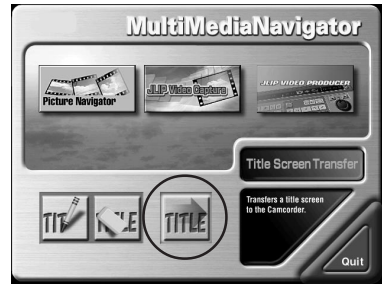 MultiMediaNavigator
Picture Navigator
JLIP Video Capture
JLIP VIDEO PRODUCER
Title Screen Transfer
TITLE
TITLE
TITLE
Transfers a title screen
to the Camcorder.
Quit